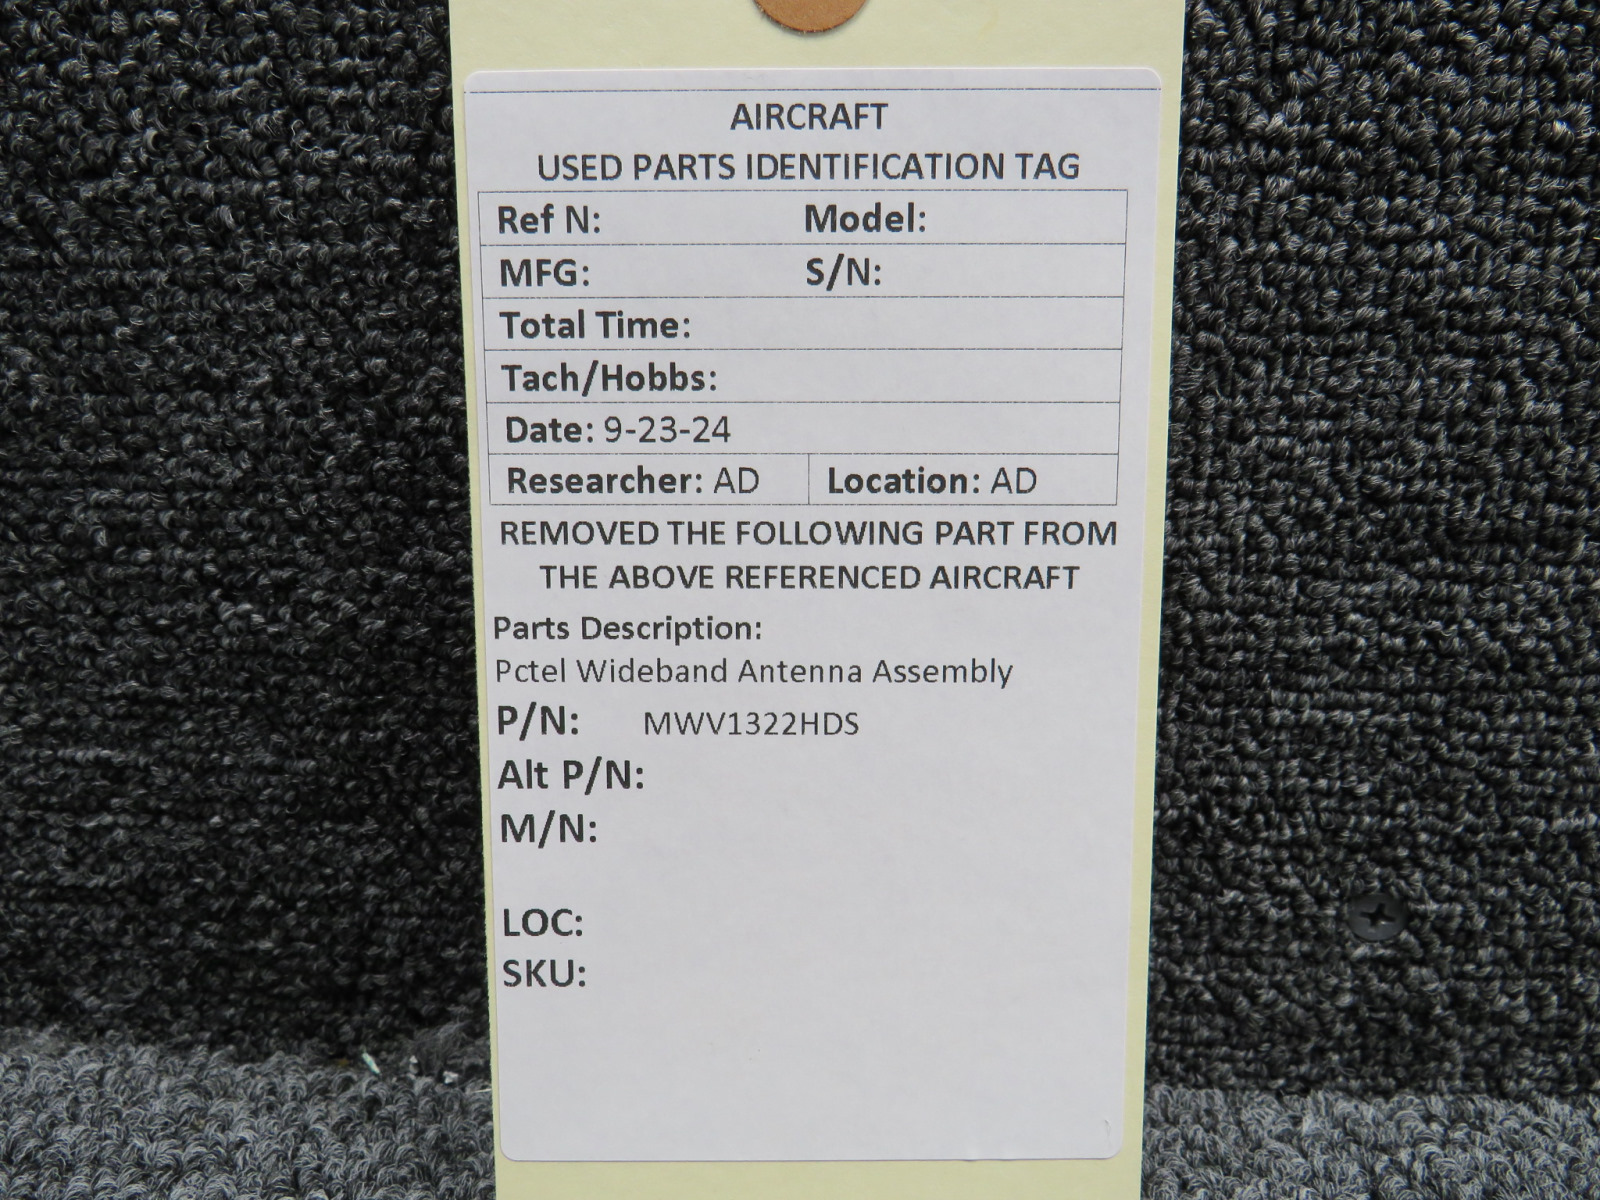 AIRCRAFT
USED PARTS IDENTIFICATION TAG
Ref N: Model:
MFG: S/N:
Total Time:
Tach/Hobbs:
Date: 9-23-24
Researcher: AD Location: AD
REMOVED THE FOLLOWING PART FROM
THE ABOVE REFERENCED AIRCRAFT
Parts Description:
Pctel Wideband Antenna Assembly
P/N: MWV1322HDS
Alt P/N:
M/N:
LOC:
SKU: